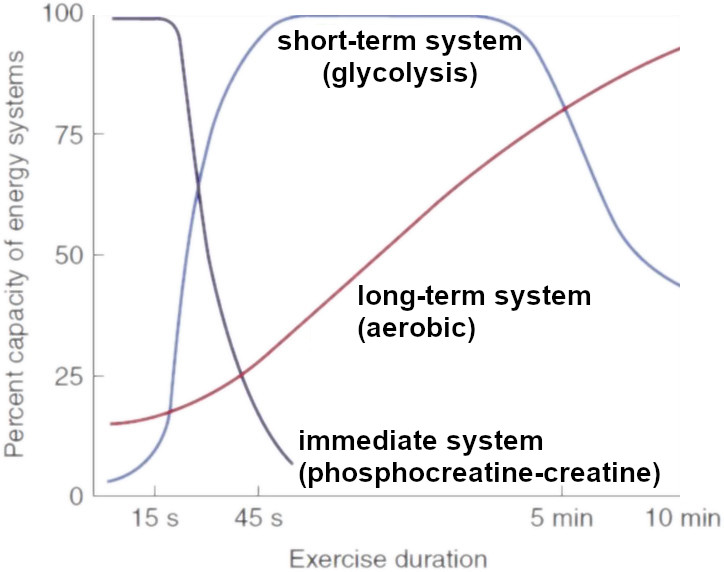 100
short-term system
(glycolysis)
75
50
long-term system
(aerobic)
25
immediate system
(phosphocreatine-creatine)
0
15 s 45 s 5 min 10 min
Exercise duration
Percent capacity of energy systems